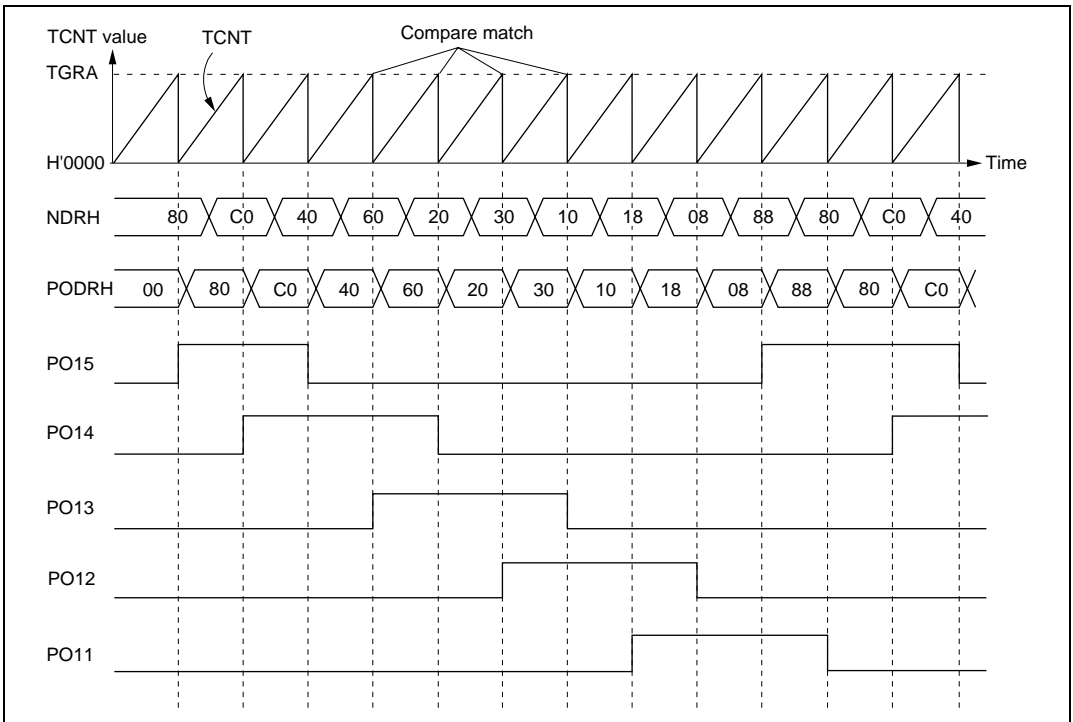 TCNT value
TCNT
Compare match
TGRA
H'0000
Time
NDRH
80 C0 40 60 20 30 10 18 08 88 80 C0 40
PODRH
00 80 C0 40 60 20 30 10 18 08 88 80 C0
PO15
PO14
PO13
PO12
PO11